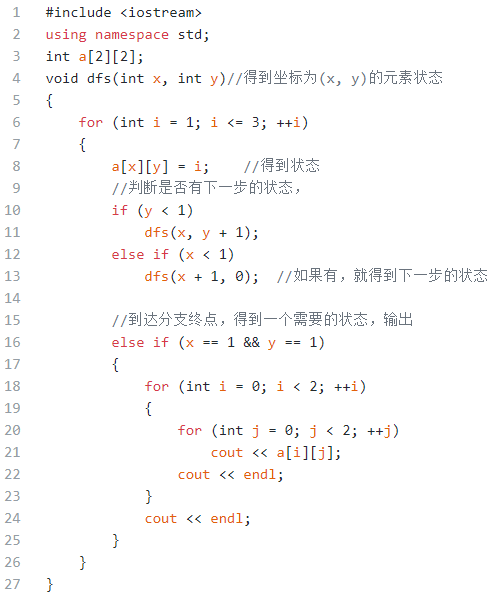 1 #include <iostream>
2 using namespace std;
3 int a[2][2];
4 void dfs(int x, int y)//得到坐标为(x, y)的元素状态
5 {
6     for (int i = 1; i <= 3; ++i)
7     {
8         a[x][y] = i;    //得到状态
9         //判断是否有下一步的状态，
10         if (y < 1)
11             dfs(x, y + 1);
12         else if (x < 1)
13             dfs(x + 1, 0);  //如果有，就得到下一步的状态
14
15         //到达分支终点，得到一个需要的状态，输出
16         else if (x == 1 && y == 1)
17         {
18             for (int i = 0; i < 2; ++i)
19             {
20                 for (int j = 0; j < 2; ++j)
21                     cout << a[i][j];
22                 cout << endl;
23             }
24             cout << endl;
25         }
26     }
27 }